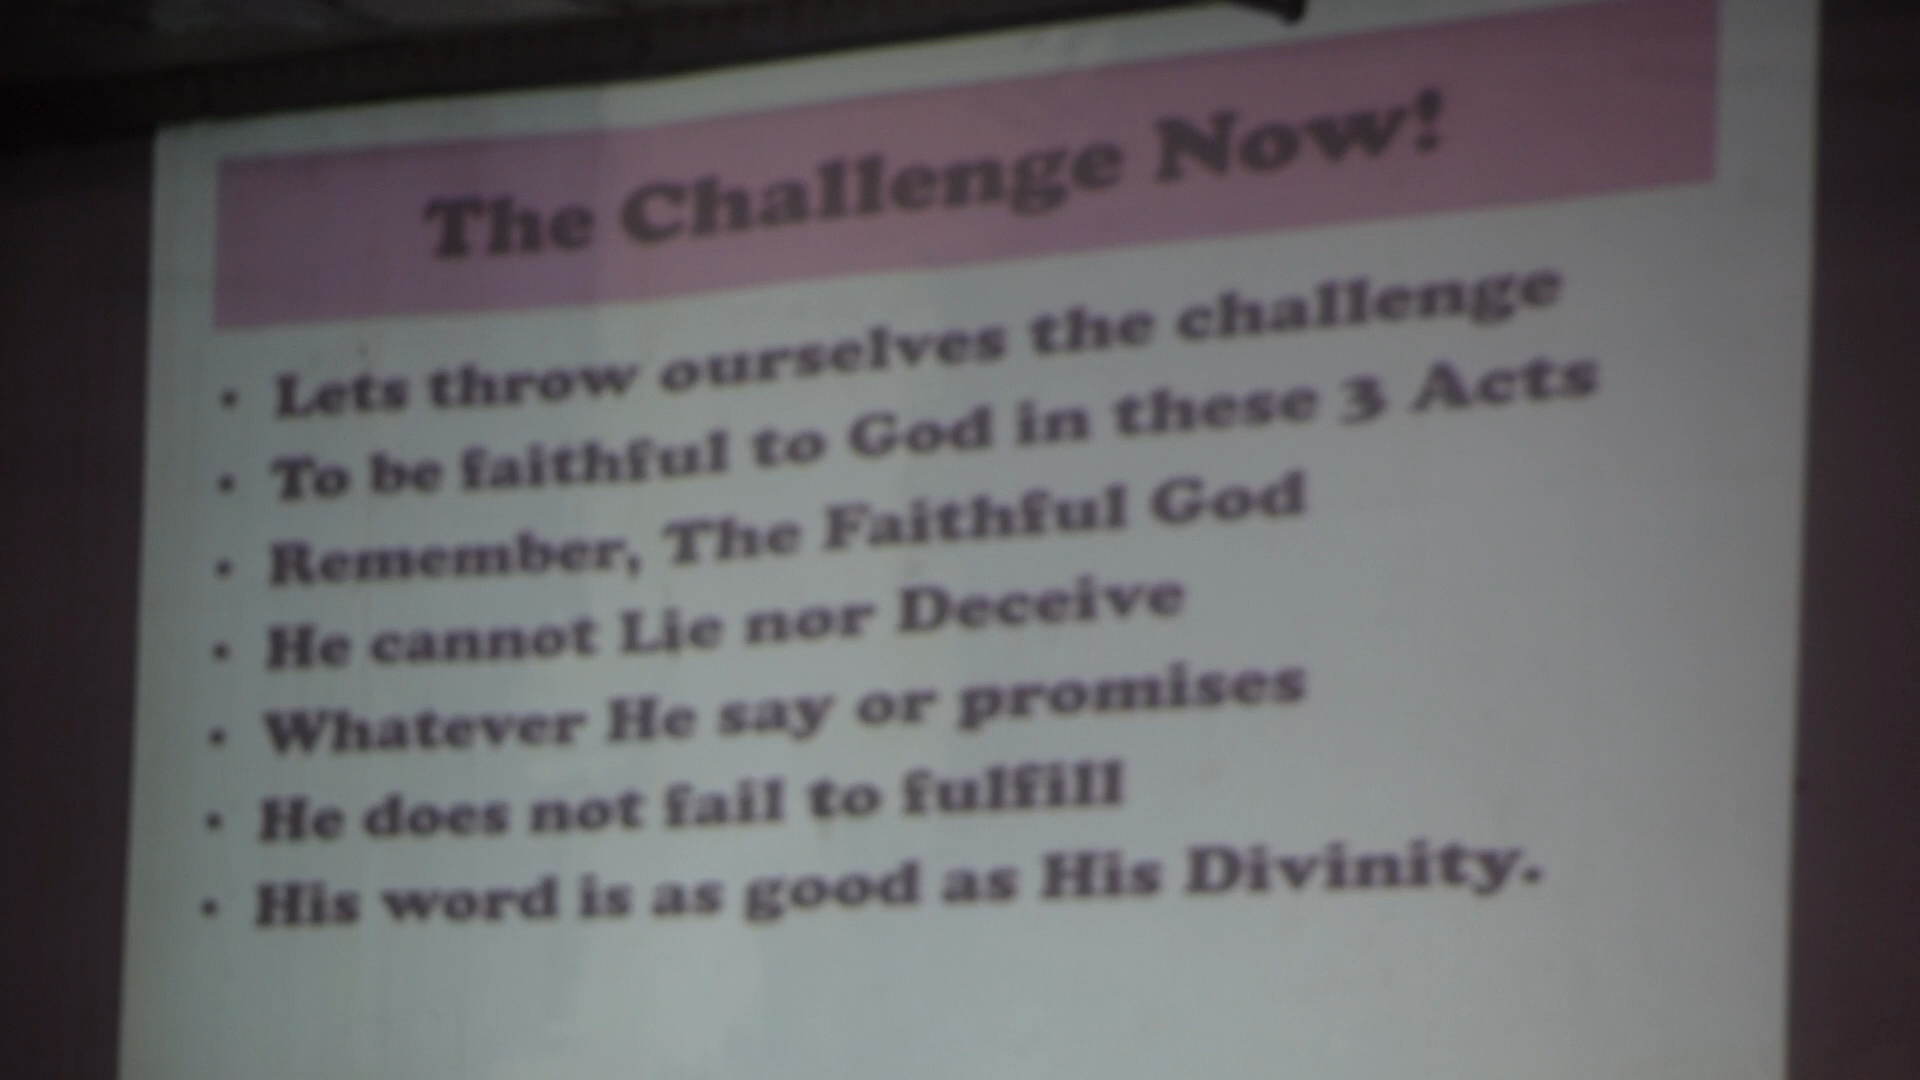 The Challenge Now!
• Lets throw ourselves the challenge
• To be faithful to God in these 3 Acts
• Remember, The Faithful God
• He cannot Lie nor Deceive
• Whatever He say or promises
• He does not fail to fulfill
• His word is as good as His Divinity.